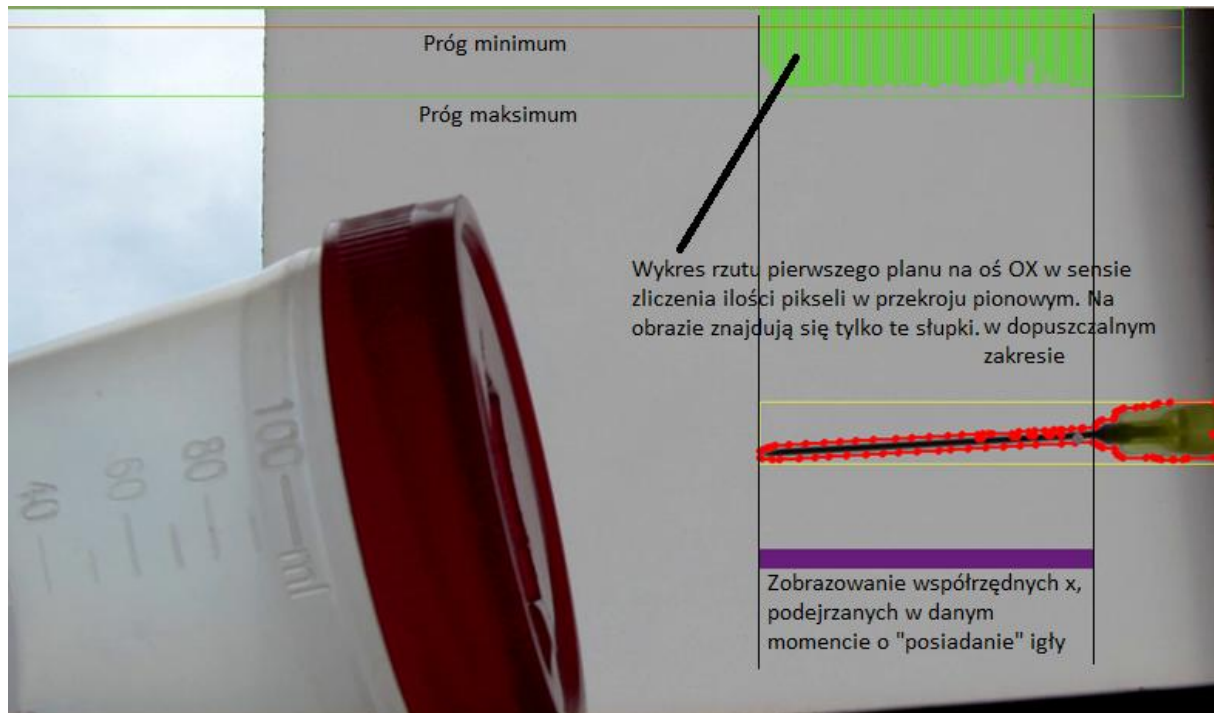 Próg minimum
Próg maksimum
Wykres rzutu pierwszego planu na oś OX w sensie
zliczenia ilości pikseli w przekroju pionowym. Na
obrazie znajdują się tylko te słupki. w dopuszczalnym
zakresie
100
80
60
40
ml
Zobrazowanie współrzędnych x,
podejrzanych w danym
momencie o "posiadanie" igły